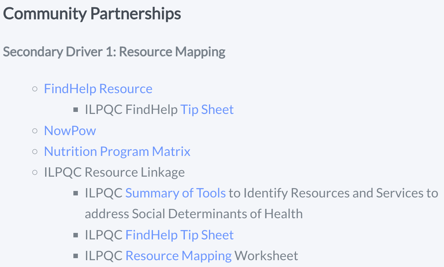 Community Partnerships
Secondary Driver 1: Resource Mapping
FindHelp Resource
ILPQC FindHelp Tip Sheet
NowPow
Nutrition Program Matrix
ILPQC Resource Linkage
ILPQC Summary of Tools to Identify Resources and Services to
address Social Determinants of Health
ILPQC FindHelp Tip Sheet
ILPQC Resource Mapping Worksheet